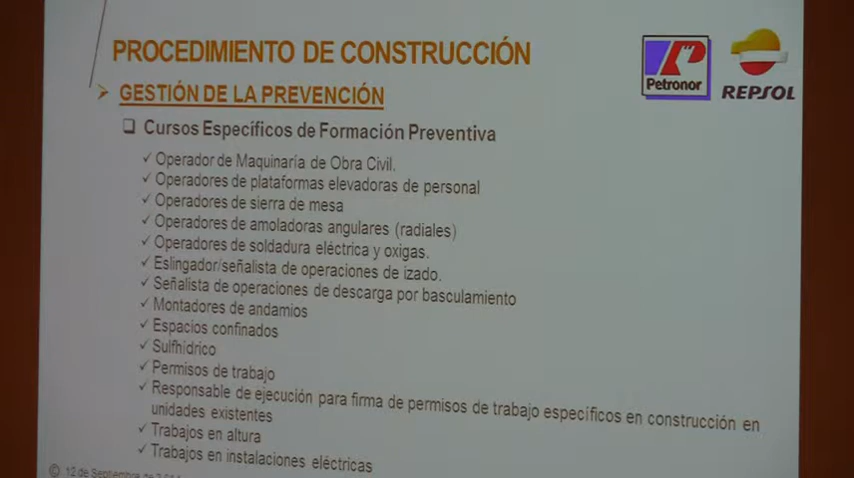 PROCEDIMIENTO DE CONSTRUCCIÓN
Petronor
REPSOL
➢ GESTIÓN DE LA PREVENCIÓN
❑ Cursos Específicos de Formación Preventiva
✓ Operador de Maquinaría de Obra Civil.
✓ Operadores de plataformas elevadoras de personal
✓ Operadores de sierra de mesa
✓ Operadores de amoladoras angulares (radiales)
✓ Operadores de soldadura eléctrica y oxigas.
✓ Eslingador/señalista de operaciones de izado.
✓ Señalista de operaciones de descarga por basculamiento
✓ Montadores de andamios
✓ Espacios confinados
✓ Sulfhídrico
✓ Permisos de trabajo
✓ Responsable de ejecución para firma de permisos de trabajo específicos en construcción en
unidades existentes
✓ Trabajos en altura
✓ Trabajos en instalaciones eléctricas
© 12 de Septiembre de